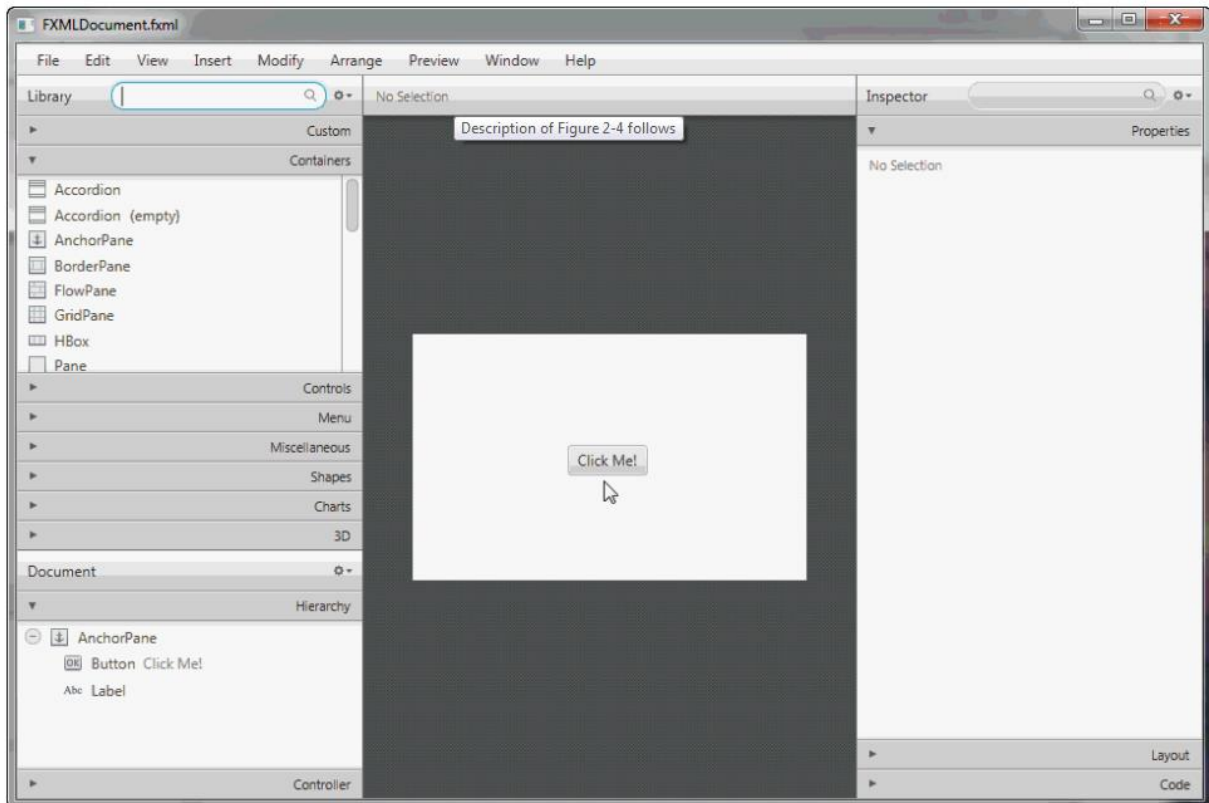 FXMLDocument.fxml
File Edit View Insert Modify Arrange Preview Window Help
Library
Custom
Containers
Accordion
Accordion (empty)
AnchorPane
BorderPane
FlowPane
GridPane
HBox
Pane
Controls
Menu
Miscellaneous
Shapes
Charts
3D
Document
Hierarchy
AnchorPane
OK Button Click Me!
Abc Label
Controller
No Selection
Description of Figure 2-4 follows
Click Me!
Inspector
Properties
No Selection
Layout
Code